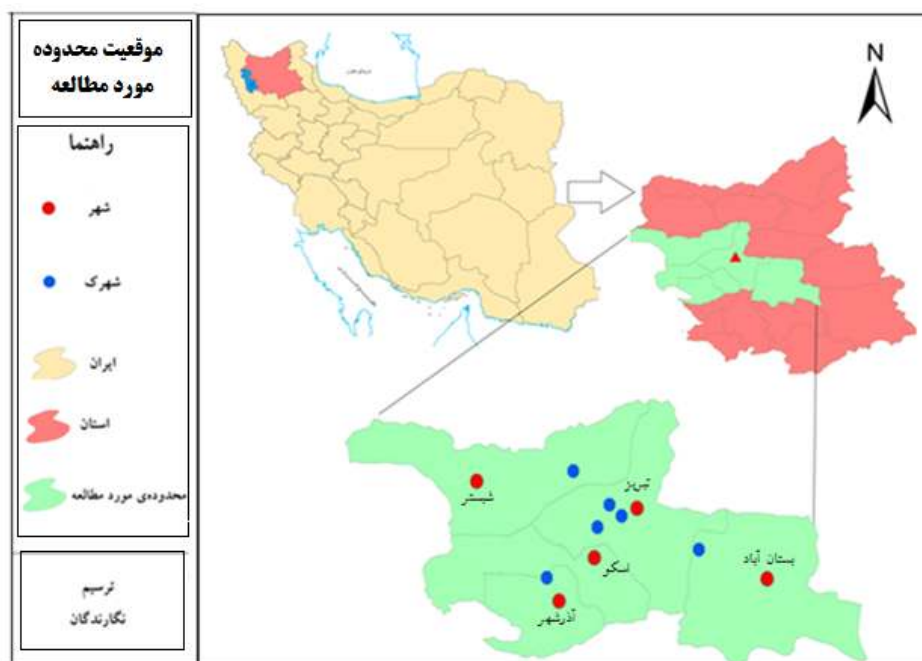 موقعیت محدوده
مورد مطالعه
راهنما
شهر
شهرک
ایران
استان
محدوده‌ی مورد مطالعه
ترسیم
نگارندگان
N
شبستر
تبریز
اسکو
بستان آباد
آذرشهر